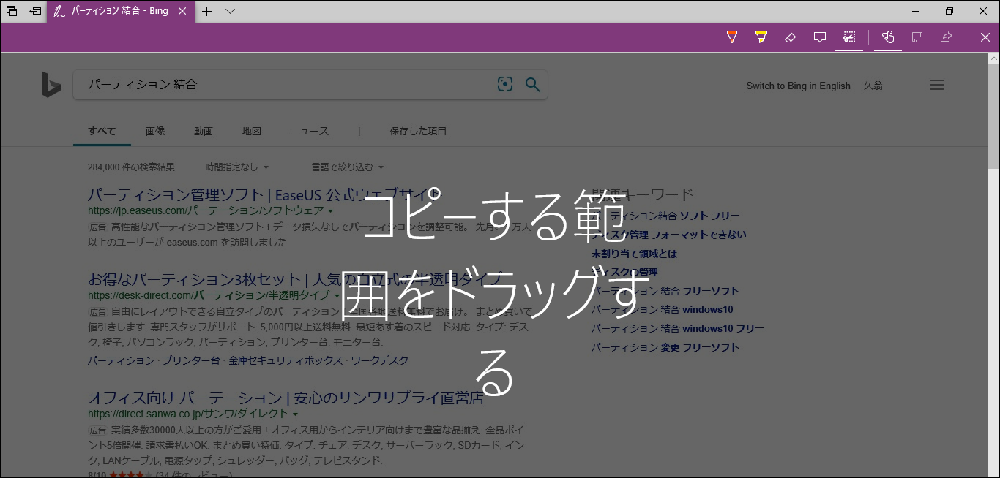 パーティション 結合 - Bing
パーティション 結合
Switch to Bing in English
久翁
すべて
画像
動画
地図
ニュース
|
保存した項目
284,000 件の検索結果
時間指定なし
言語で絞り込む
パーティション管理ソフト | EaseUS 公式ウェブサイト
https://jp.easeus.com/パーテーション/ソフトウェア
広告 高性能なパーティション管理ソフト！データ損失なしでパーティションを調整可能。 先月 万人
以上のユーザーが easeus.com を訪問しました
お得なパーティション3枚セット | 人気の自立式の半透明タイプ
https://desk-direct.com/パーティション/半透明タイプ
広告 自由にレイアウトできる自立タイプのパーティション！全国各地送料無料でお届け。 まとめ買いで
値引きします. 専門スタッフがサポート. 5,000円以上送料無料. 最短あす着のスピード対応. タイプ: デス
ク, 椅子, パソコンラック, パーティション, プリンター台, モニター台.
パーティション · プリンター台 · 金庫セキュリティボックス · ワークデスク
オフィス向け パーテーション | 安心のサンワサプライ直営店
https://direct.sanwa.co.jp/サンワ/ダイレクト
広告 実績多数30000人以上の方がご愛用！オフィス用からインテリア向けまで豊富な品揃え. 全品ポイ
ント5倍開催. 請求書払いOK. まとめ買い特価. タイプ: チェア, デスク, サーバーラック, SDカード, イン
ク, LANケーブル, 電源タップ, シュレッダー, バッグ, テレビスタンド.
8/10 (34 件のレビュー)
関連キーワード
パーティション結合 ソフト フリー
ディスク管理 フォーマットできない
未割り当て領域とは
ディスクの管理
パーティション 結合 フリーソフト
パーティション 結合 windows10
パーティション 結合 windows10 フリー
パーティション 変更 フリーソフト
コピーする範
囲をドラッグす
る